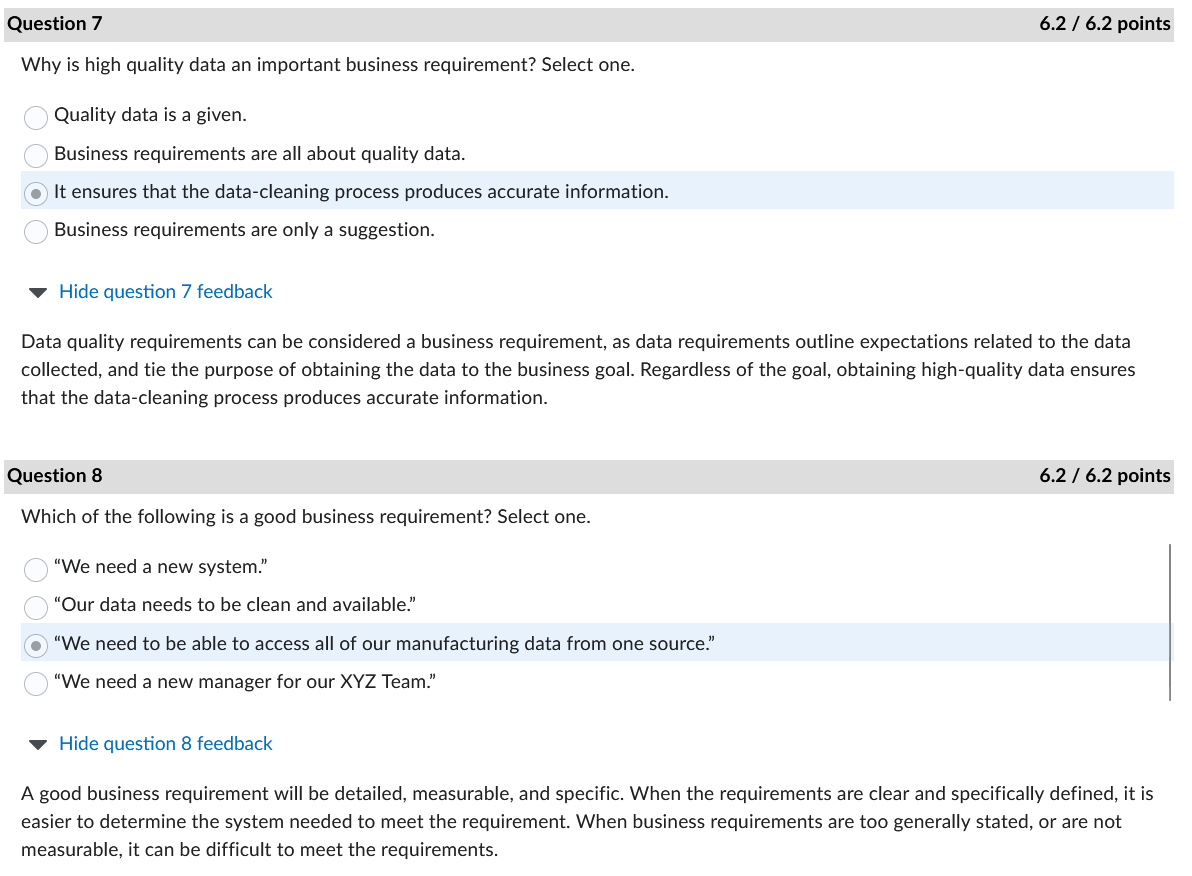 Question 7
6.2 / 6.2 points
Why is high quality data an important business requirement? Select one.
Quality data is a given.
Business requirements are all about quality data.
It ensures that the data-cleaning process produces accurate information.
Business requirements are only a suggestion.
Hide question 7 feedback
Data quality requirements can be considered a business requirement, as data requirements outline expectations related to the data
collected, and tie the purpose of obtaining the data to the business goal. Regardless of the goal, obtaining high-quality data ensures
that the data-cleaning process produces accurate information.
Question 8
6.2 / 6.2 points
Which of the following is a good business requirement? Select one.
“We need a new system.”
“Our data needs to be clean and available.”
“We need to be able to access all of our manufacturing data from one source.”
“We need a new manager for our XYZ Team.”
Hide question 8 feedback
A good business requirement will be detailed, measurable, and specific. When the requirements are clear and specifically defined, it is
easier to determine the system needed to meet the requirement. When business requirements are too generally stated, or are not
measurable, it can be difficult to meet the requirements.